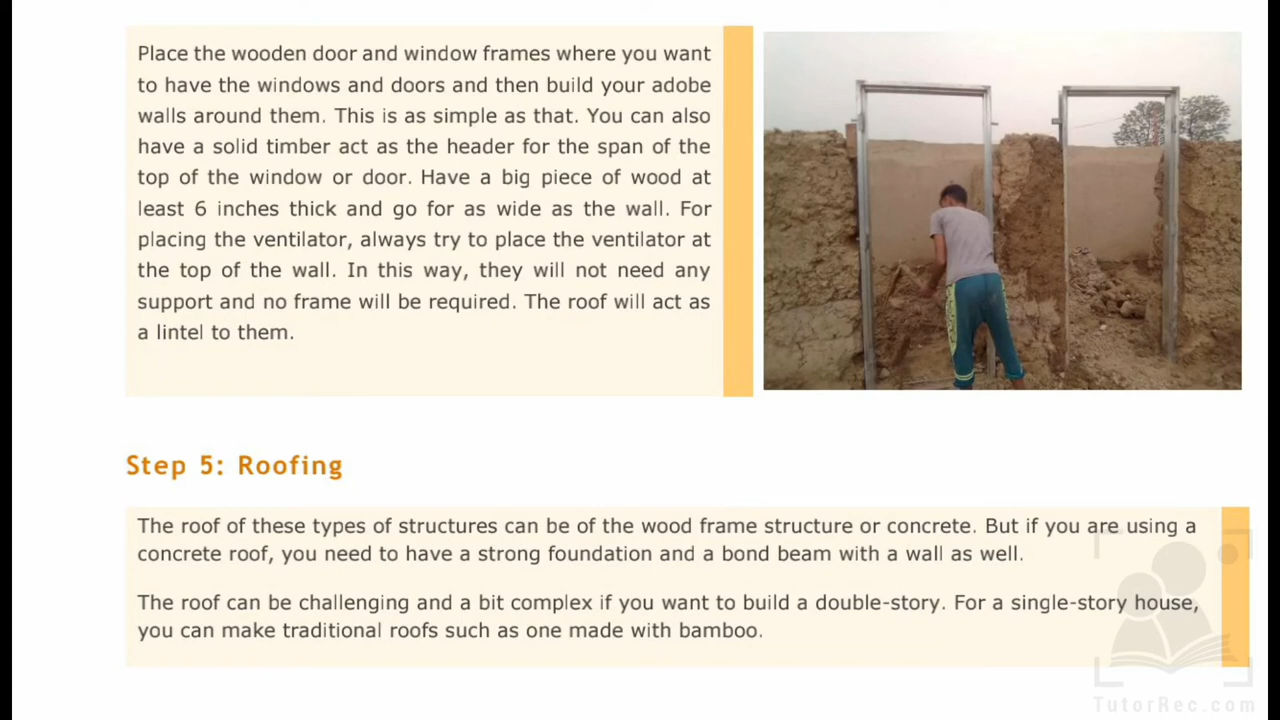 Place the wooden door and window frames where you want
to have the windows and doors and then build your adobe
walls around them. This is as simple as that. You can also
have a solid timber act as the header for the span of the
top of the window or door. Have a big piece of wood at
least 6 inches thick and go for as wide as the wall. For
placing the ventilator, always try to place the ventilator at
the top of the wall. In this way, they will not need any
support and no frame will be required. The roof will act as
a lintel to them.
Step 5: Roofing
The roof of these types of structures can be of the wood frame structure or concrete. But if you are using a
concrete roof, you need to have a strong foundation and a bond beam with a wall as well.
The roof can be challenging and a bit complex if you want to build a double-story. For a single-story house,
you can make traditional roofs such as one made with bamboo.
TutorRec.com